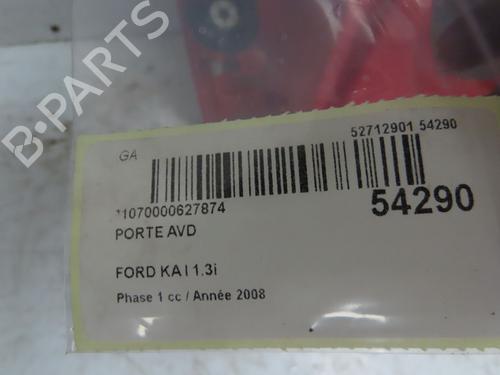 B-PARTS
GA
52712901 54290
*1070000627874
54290
PORTE AVD
FORD KA I 1.3i
Phase 1 cc / Année 2008